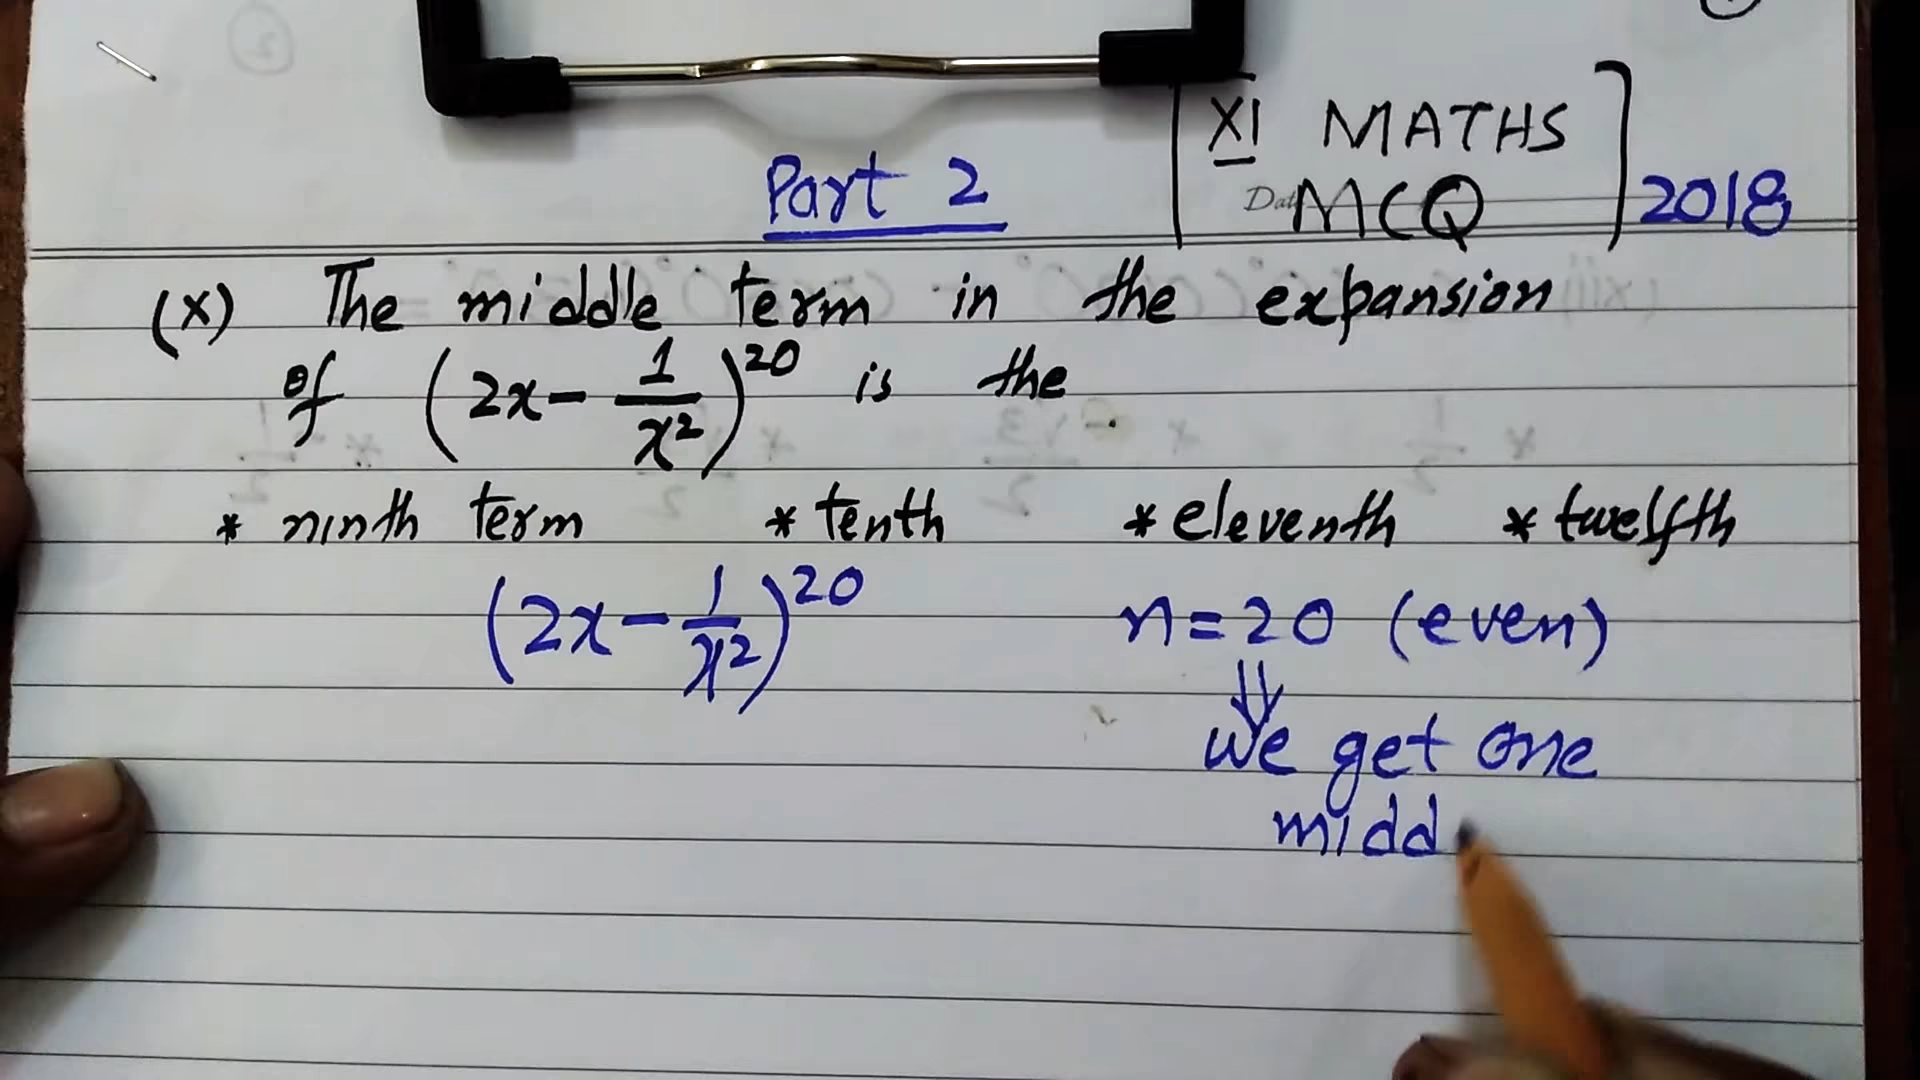 XI MATHS
Date
MCQ
Part 2
2018
(x) The middle term in the expansion
of (2x - 1/x²)²⁰ is the
* ninth term * tenth * eleventh * twelfth
(2x - 1/x²)²⁰ n = 20 (even)
⇓
we get one
midd